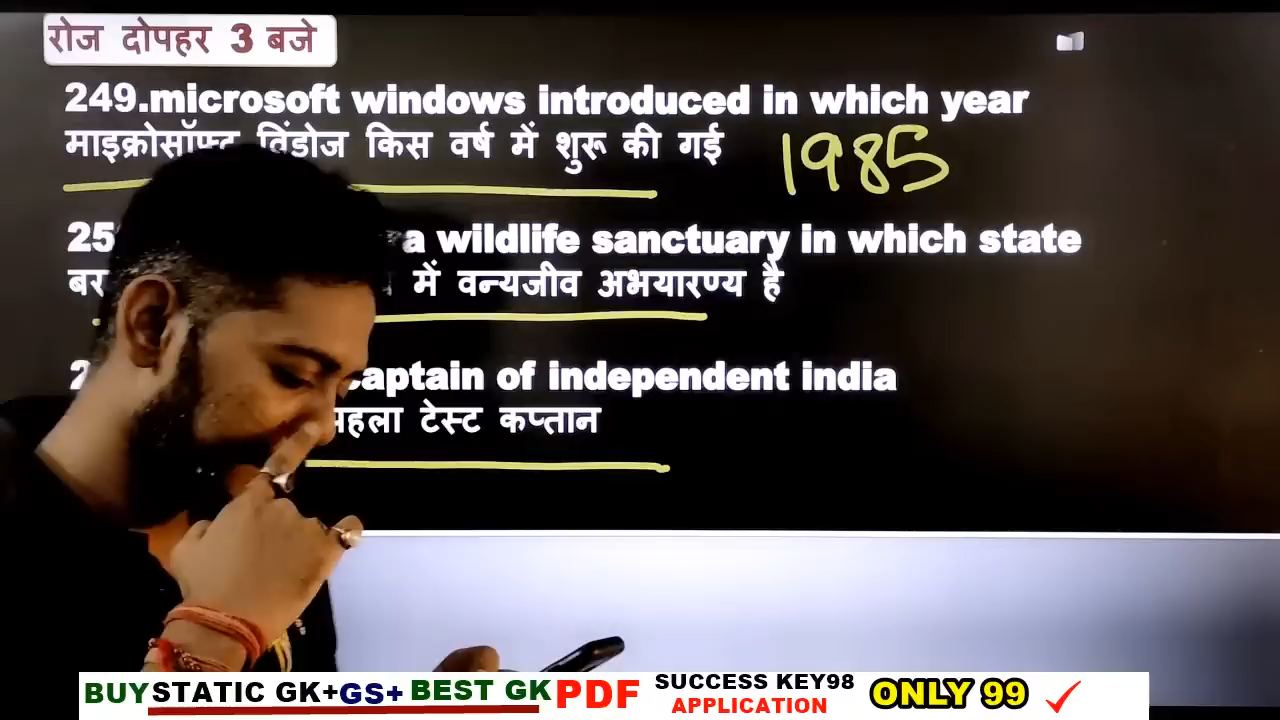 रोज दोपहर 3 बजे
249.microsoft windows introduced in which year
माइक्रोसॉफ्ट विंडोज किस वर्ष में शुरू की गई
1985
a wildlife sanctuary in which state
में वन्यजीव अभयारण्य है
captain of independent india
टेस्ट कप्तान
BUY STATIC GK+GS+ BEST GK PDF SUCCESS KEY98 APPLICATION ONLY 99